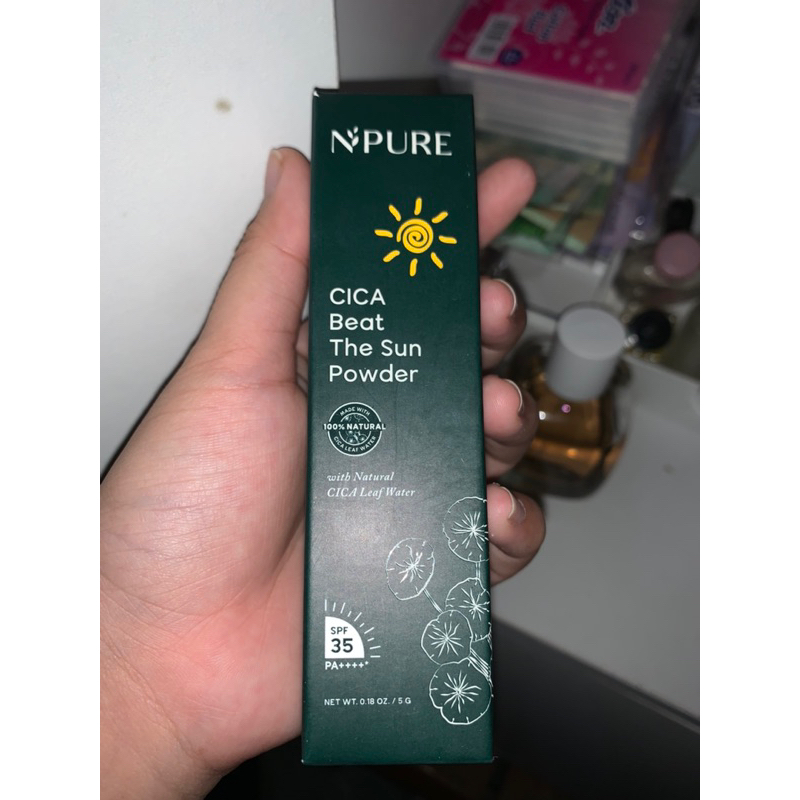 NPURE
CICA
Beat
The Sun
Powder
MADE WITH
100% NATURAL
CICA LEAF WATER
with Natural
CICA Leaf Water
SPF
35
PA++++*
NET WT. 0.18 OZ. / 5 G